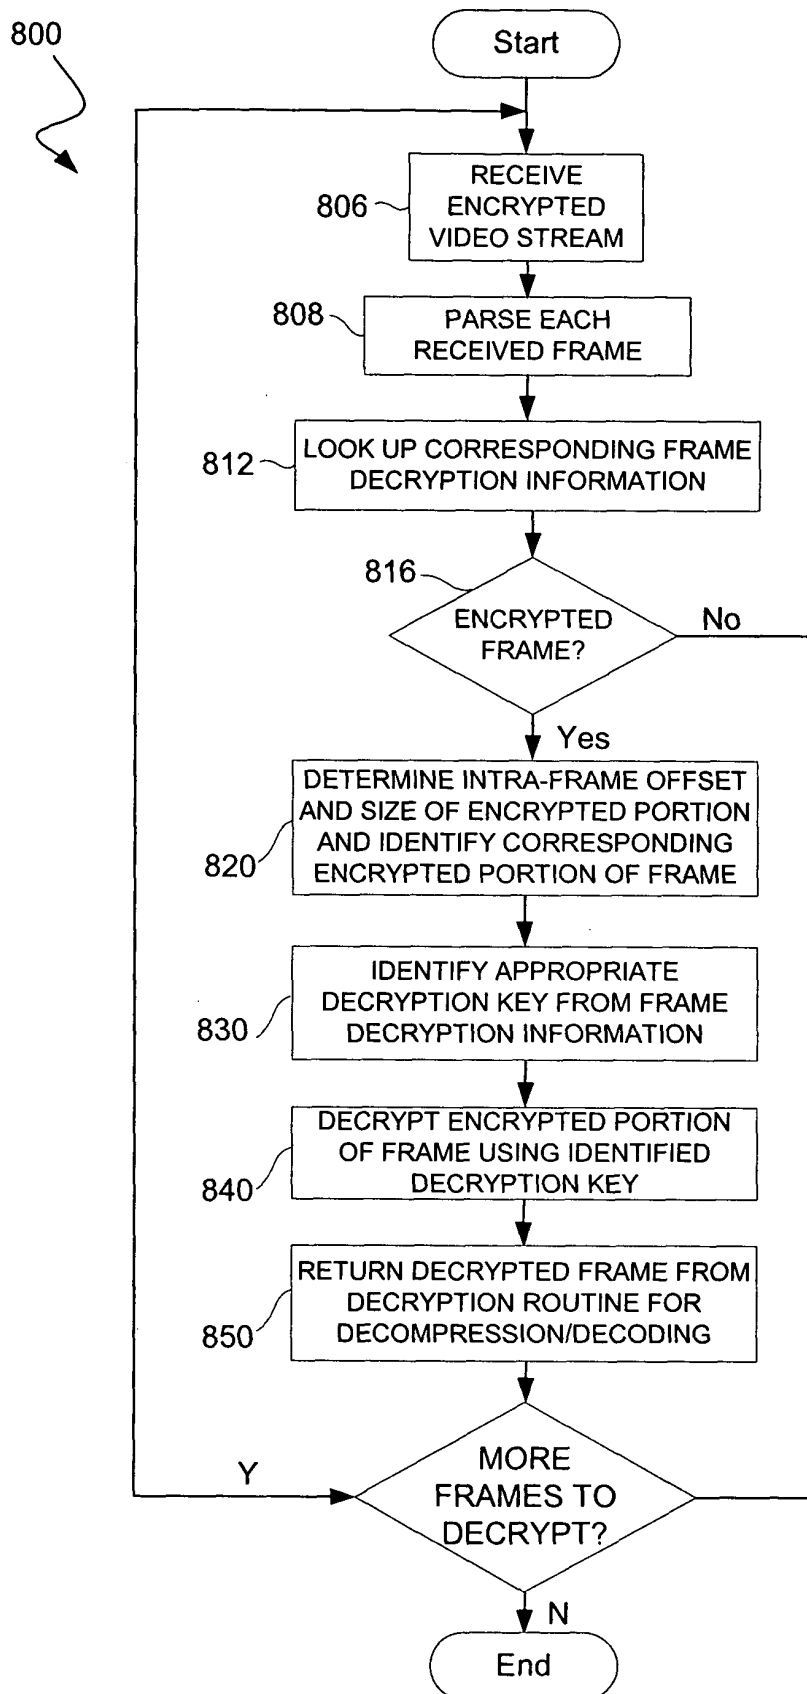 800
Start
806
RECEIVE
ENCRYPTED
VIDEO STREAM
808
PARSE EACH
RECEIVED FRAME
812
LOOK UP CORRESPONDING FRAME
DECRYPTION INFORMATION
816
ENCRYPTED
FRAME?
No
Yes
820
DETERMINE INTRA-FRAME OFFSET
AND SIZE OF ENCRYPTED PORTION
AND IDENTIFY CORRESPONDING
ENCRYPTED PORTION OF FRAME
830
IDENTIFY APPROPRIATE
DECRYPTION KEY FROM FRAME
DECRYPTION INFORMATION
840
DECRYPT ENCRYPTED PORTION
OF FRAME USING IDENTIFIED
DECRYPTION KEY
850
RETURN DECRYPTED FRAME FROM
DECRYPTION ROUTINE FOR
DECOMPRESSION/DECODING
Y
MORE
FRAMES TO
DECRYPT?
N
End